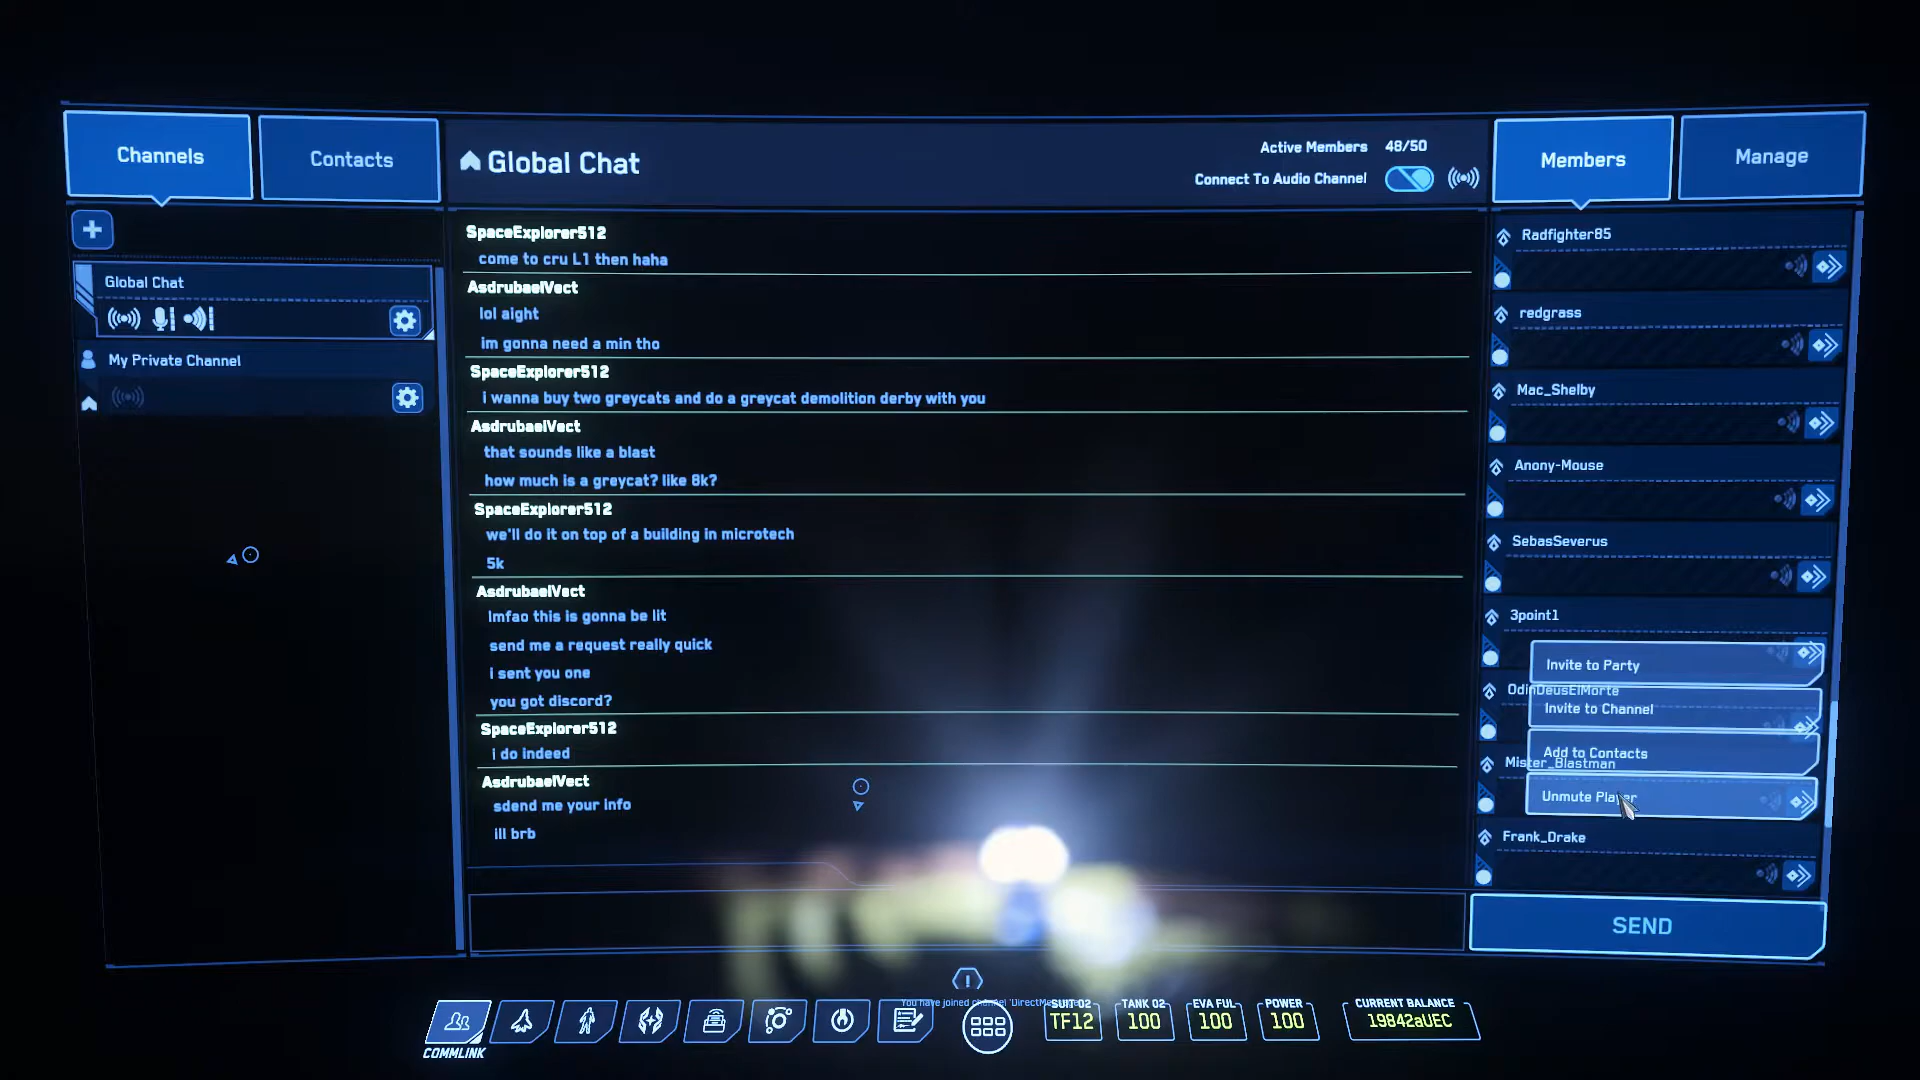 Channels
Contacts
Global Chat
Active Members 48/50
Connect To Audio Channel
Members
Manage
Global Chat
My Private Channel
SpaceExplorer512
come to cru L1 then haha
AsdrubaelVect
lol aight
im gonna need a min tho
SpaceExplorer512
i wanna buy two greycats and do a greycat demolition derby with you
AsdrubaelVect
that sounds like a blast
how much is a greycat? like 8k?
SpaceExplorer512
we'll do it on top of a building in microtech
5k
AsdrubaelVect
lmfao this is gonna be lit
send me a request really quick
i sent you one
you got discord?
SpaceExplorer512
i do indeed
AsdrubaelVect
sdend me your info
ill brb
Radfighter85
redgrass
Mac_Shelby
Anony-Mouse
SebasSeverus
3point1
Invite to Party
OdinDeusElMorte
Invite to Channel
Add to Contacts
Mister_Blastman
Unmute Player
Frank_Drake
SEND
You have joined channel
COMMLINK
SUIT 02
TF12
TANK 02
100
EVA FUL
100
POWER
100
CURRENT BALANCE
19842aUEC